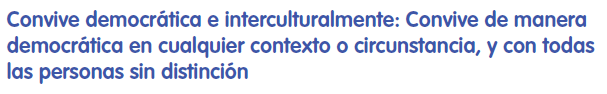 Convive democrática e interculturalmente: Convive de manera
democrática en cualquier contexto o circunstancia, y con todas
las personas sin distinción